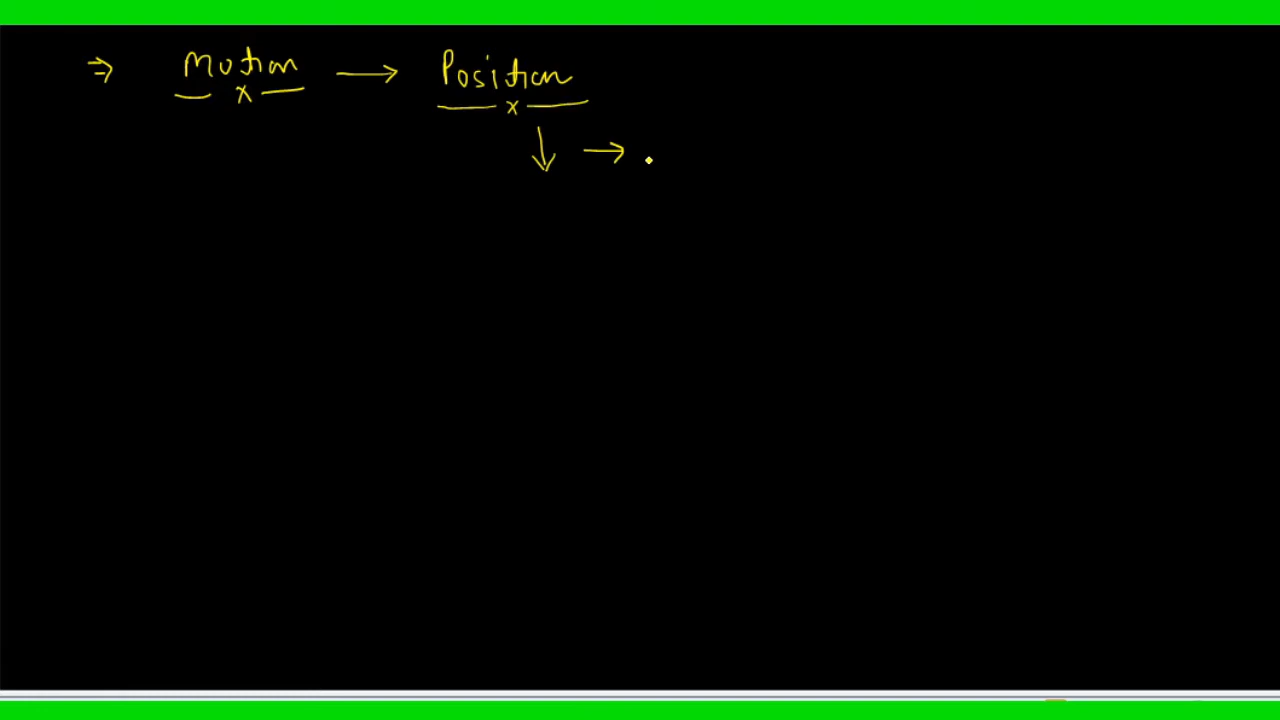 ⇒ Motion → Position
↓ →